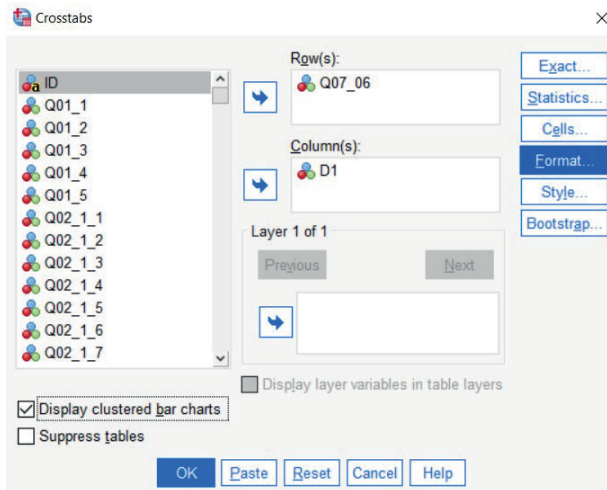 Crosstabs
ID
Q01_1
Q01_2
Q01_3
Q01_4
Q01_5
Q02_1_1
Q02_1_2
Q02_1_3
Q02_1_4
Q02_1_5
Q02_1_6
Q02_1_7
Row(s):
Q07_06
Column(s):
D1
Layer 1 of 1
Previous
Next
Display layer variables in table layers
Exact...
Statistics...
Cells...
Format...
Style...
Bootstrap...
Display clustered bar charts
Suppress tables
OK Paste Reset Cancel Help